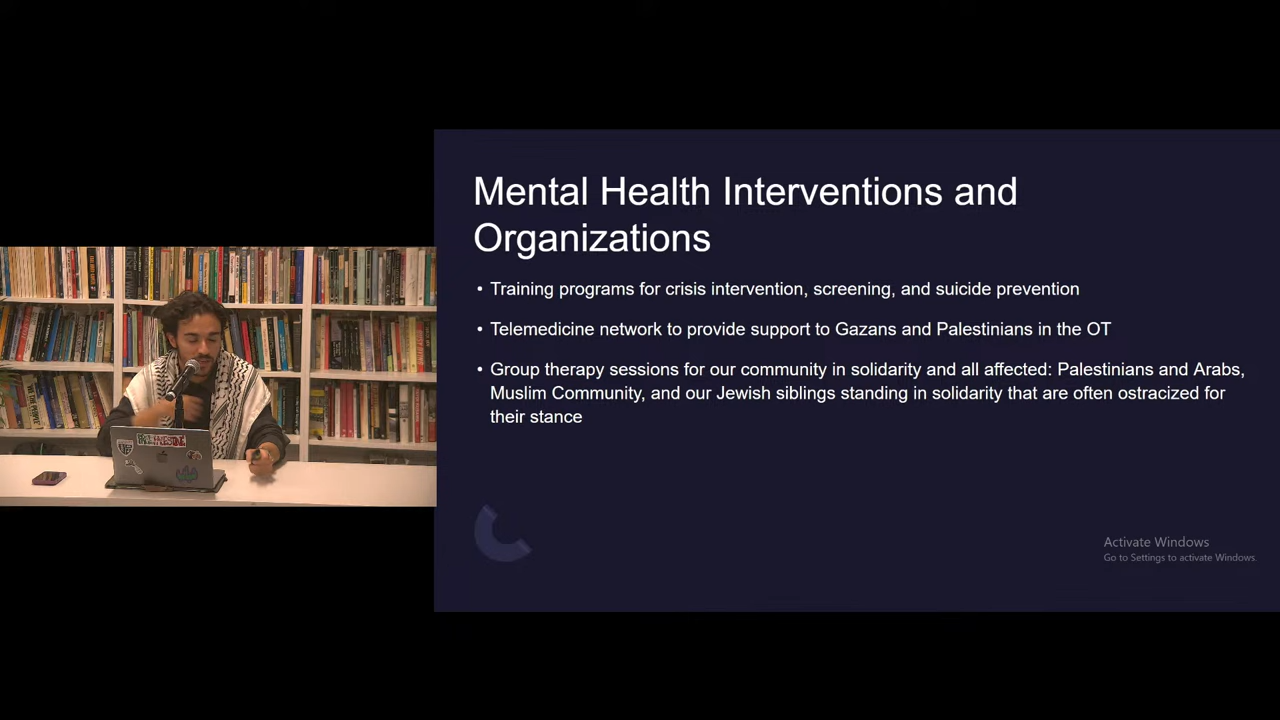 Mental Health Interventions and
Organizations
• Training programs for crisis intervention, screening, and suicide prevention
• Telemedicine network to provide support to Gazans and Palestinians in the OT
• Group therapy sessions for our community in solidarity and all affected: Palestinians and Arabs,
Muslim Community, and our Jewish siblings standing in solidarity that are often ostracized for
their stance
Activate Windows
Go to Settings to activate Windows.
FREE PALESTINE